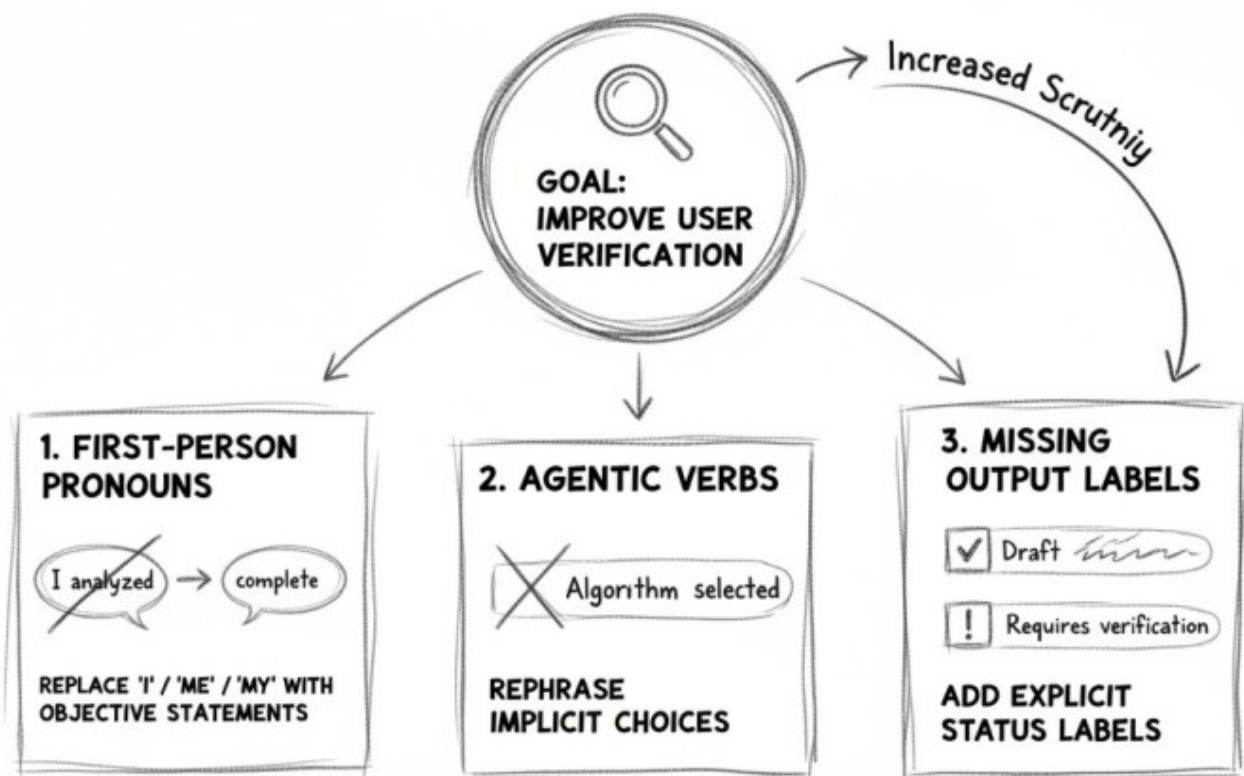 GOAL:
IMPROVE USER
VERIFICATION
Increased Scrutniy
1. FIRST-PERSON
PRONOUNS
I analyzed
complete
REPLACE 'I' / 'ME' / 'MY' WITH
OBJECTIVE STATEMENTS
2. AGENTIC VERBS
Algorithm selected
REPHRASE
IMPLICIT CHOICES
3. MISSING
OUTPUT LABELS
Draft
! Requires verification
ADD EXPLICIT
STATUS LABELS